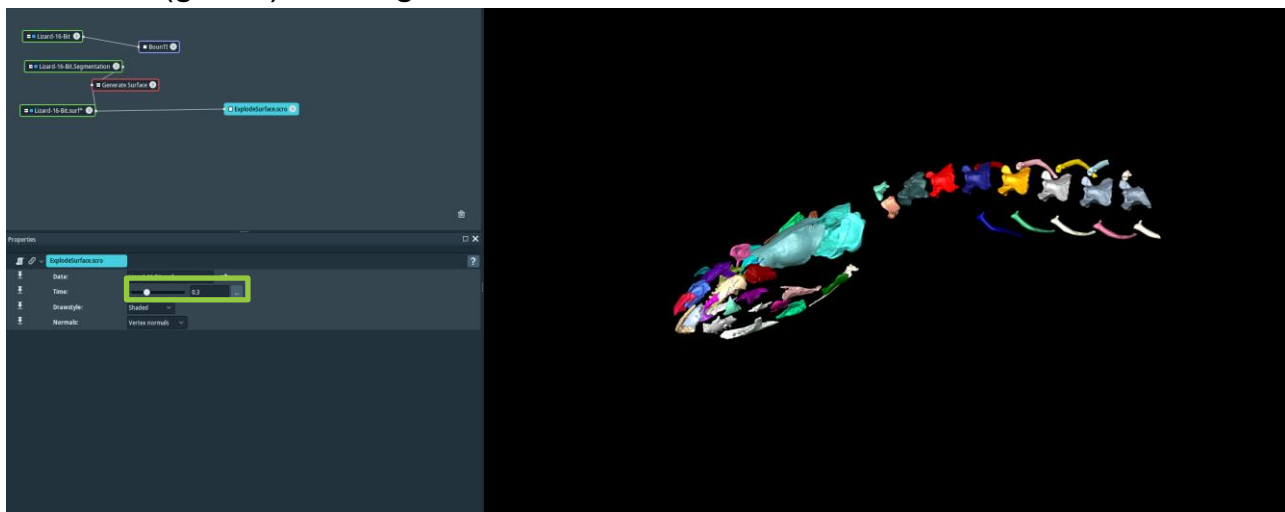 Lizard-16-Bit
BounTI
Lizard-16-Bit.Segmentation
Generate Surface
Lizard-16-Bit.surf*
ExplodeSurface.scro
Properties
ExplodeSurface.scro
?
Data:
Time: 0.3 ...
Drawstyle: Shaded
Normals: Vertex normals